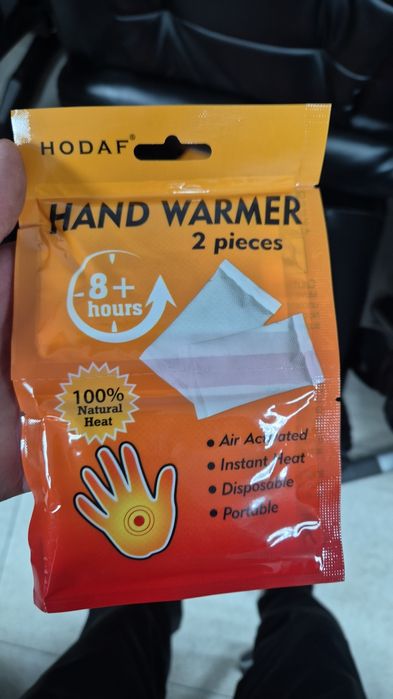 HODAF®
HAND WARMER
2 pieces
8+
hours
100%
Natural
Heat
• Air Activated
• Instant Heat
• Disposable
• Portable